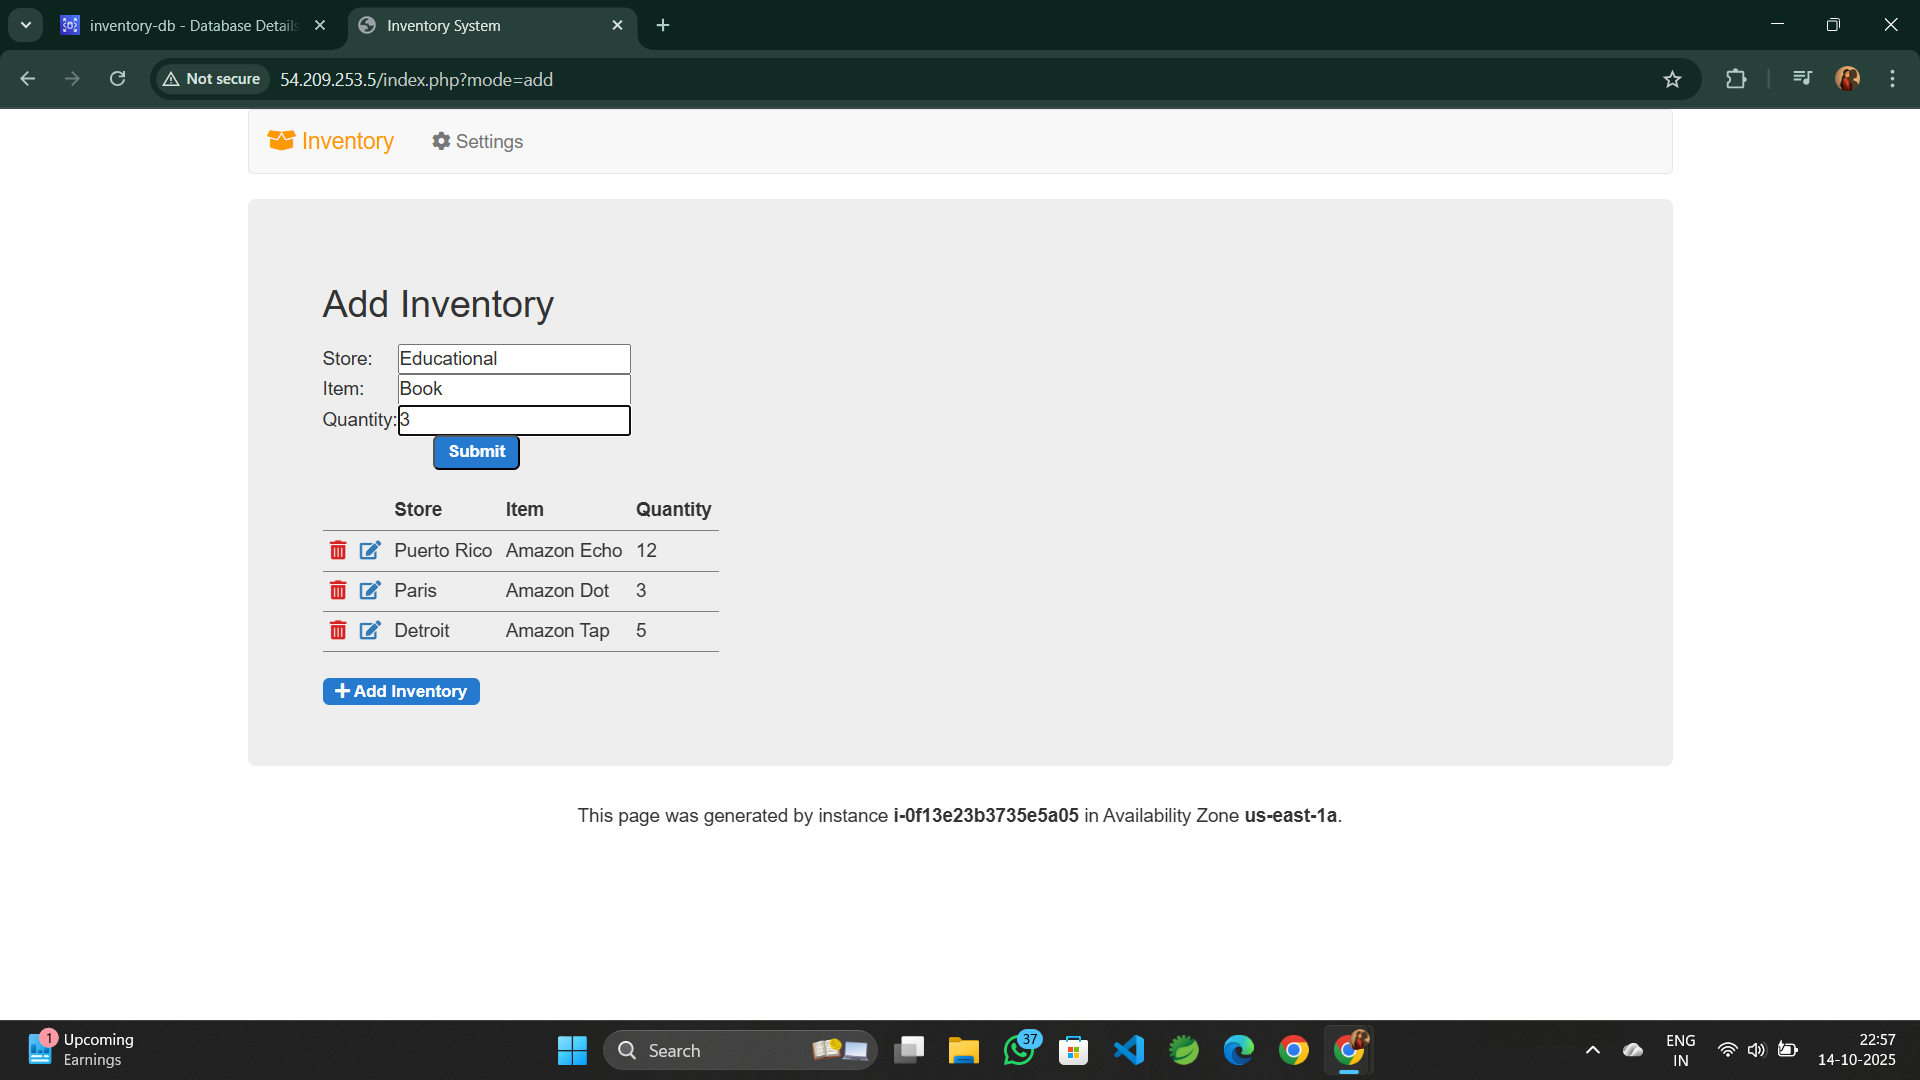 inventory-db - Database Details
Inventory System
Not secure
54.209.253.5/index.php?mode=add
Inventory
Settings
Add Inventory
Store: Educational
Item: Book
Quantity: 3
Submit
Store Item Quantity
Puerto Rico Amazon Echo 12
Paris Amazon Dot 3
Detroit Amazon Tap 5
Add Inventory
This page was generated by instance i-0f13e23b3735e5a05 in Availability Zone us-east-1a.
1
Upcoming
Earnings
Search
37
ENG
IN
22:57
14-10-2025